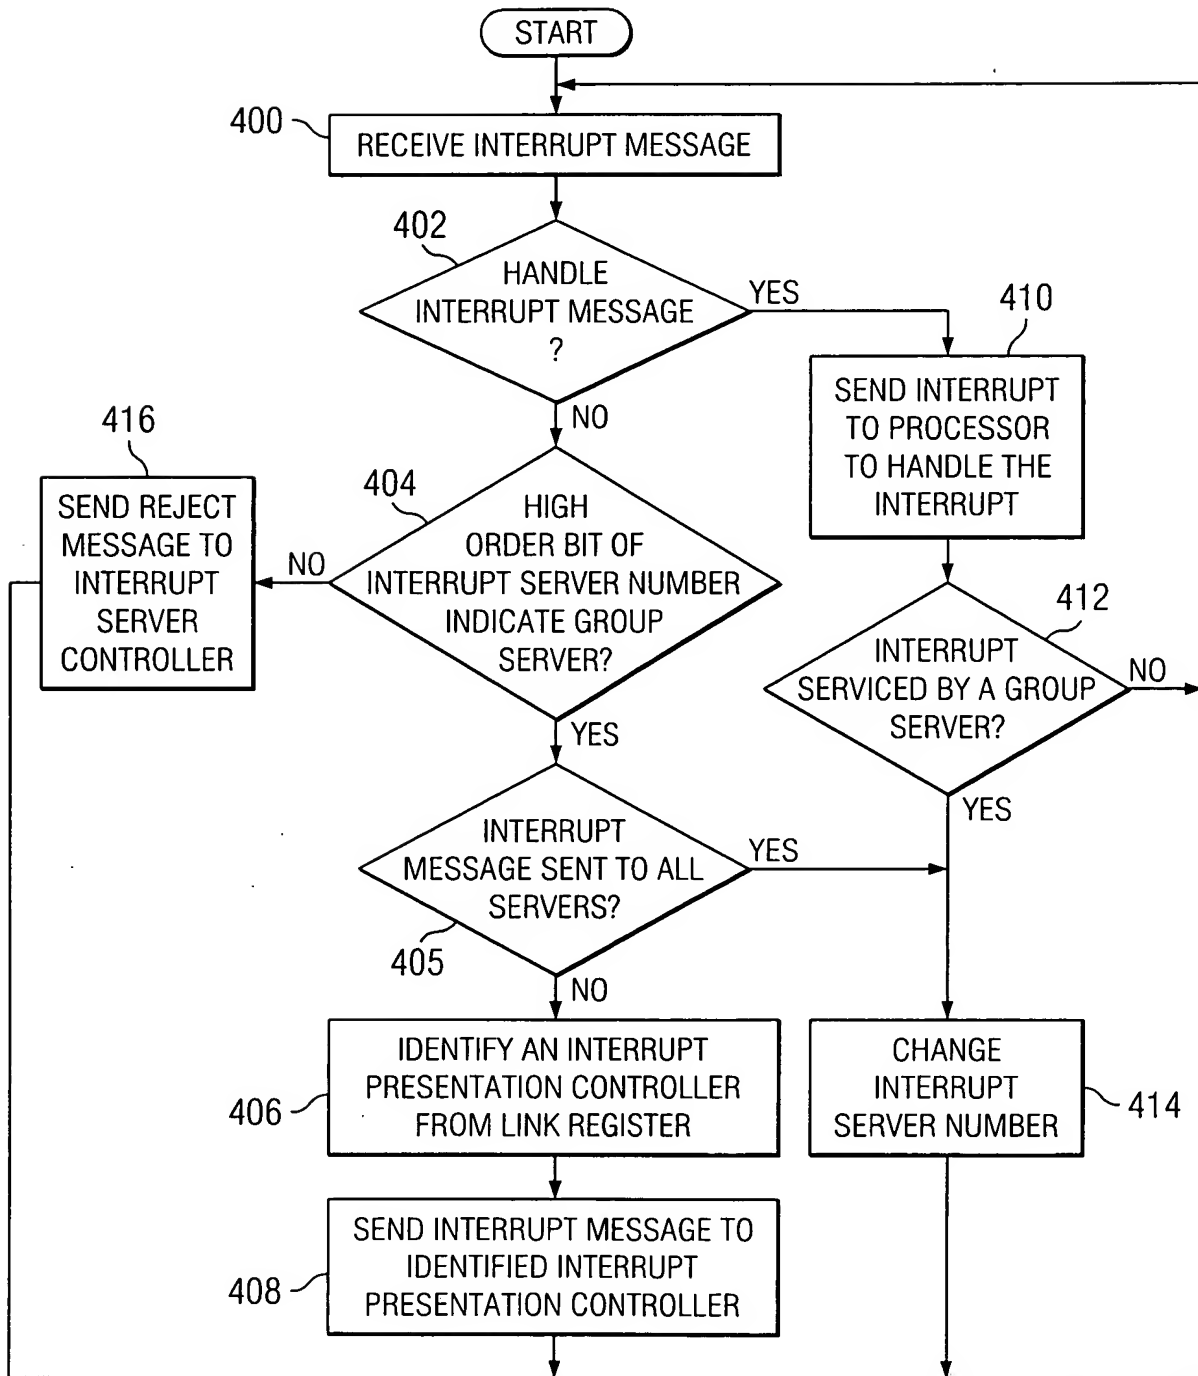 START
400
RECEIVE INTERRUPT MESSAGE
402
HANDLE
INTERRUPT MESSAGE
?
YES
NO
410
SEND INTERRUPT
TO PROCESSOR
TO HANDLE THE
INTERRUPT
416
SEND REJECT
MESSAGE TO
INTERRUPT
SERVER
CONTROLLER
NO
404
HIGH
ORDER BIT OF
INTERRUPT SERVER NUMBER
INDICATE GROUP
SERVER?
YES
412
INTERRUPT
SERVICED BY A GROUP
SERVER?
NO
YES
INTERRUPT
MESSAGE SENT TO ALL
SERVERS?
YES
405
NO
IDENTIFY AN INTERRUPT
PRESENTATION CONTROLLER
FROM LINK REGISTER
406
CHANGE
INTERRUPT
SERVER NUMBER
414
SEND INTERRUPT MESSAGE TO
IDENTIFIED INTERRUPT
PRESENTATION CONTROLLER
408